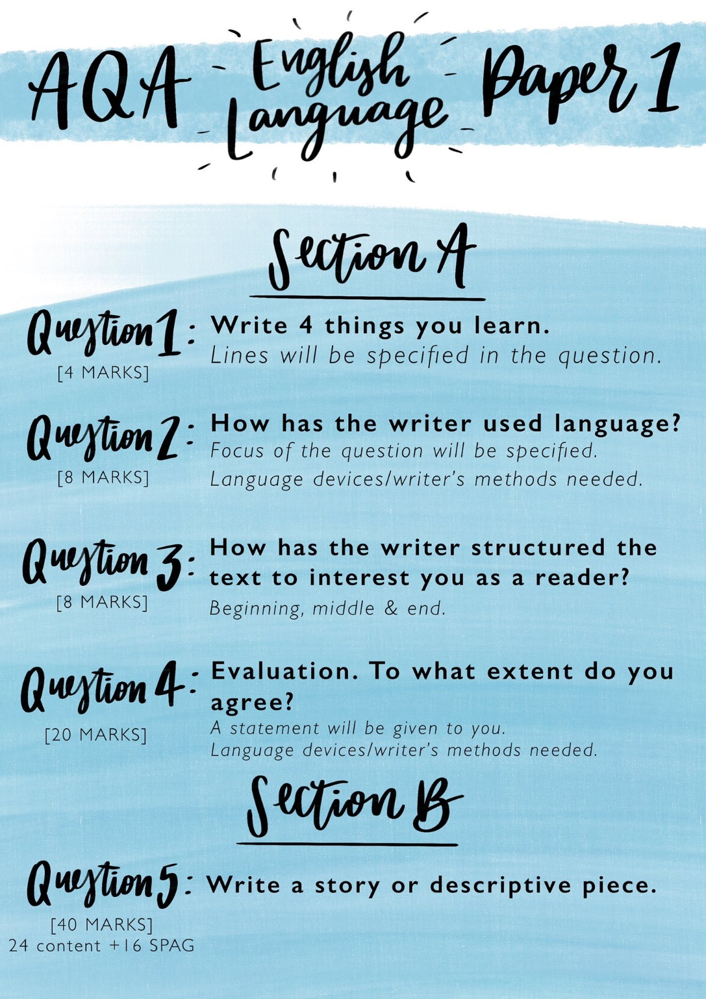 AQA English Language Paper 1
Section A
Question 1: Write 4 things you learn.
Lines will be specified in the question.
[4 MARKS]
Question 2: How has the writer used language?
Focus of the question will be specified.
[8 MARKS] Language devices/writer's methods needed.
Question 3: How has the writer structured the
text to interest you as a reader?
[8 MARKS] Beginning, middle & end.
Question 4: Evaluation. To what extent do you
agree?
A statement will be given to you.
[20 MARKS]
Language devices/writer's methods needed.
Section B
Question 5: Write a story or descriptive piece.
[40 MARKS]
24 content +16 SPAG